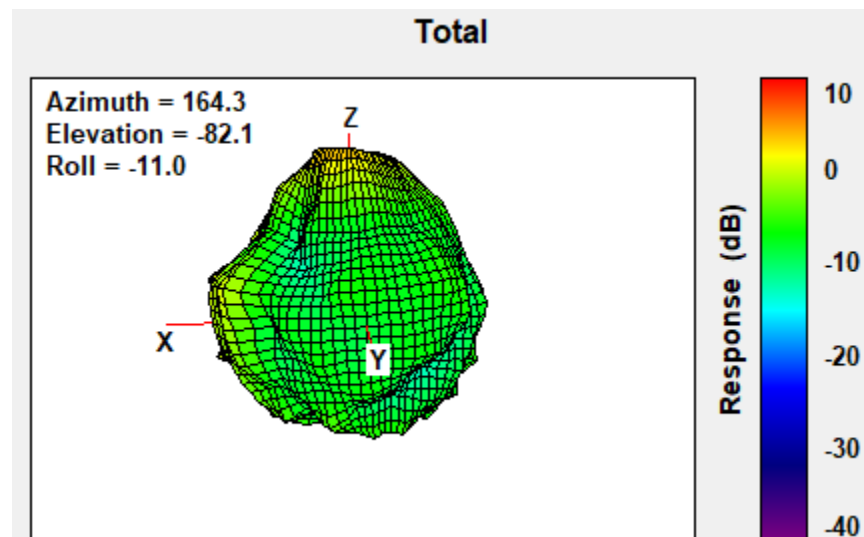 Total
Azimuth = 164.3
Elevation = -82.1
Roll = -11.0
Z
X
Y
Response (dB)
10
0
-10
-20
-30
-40